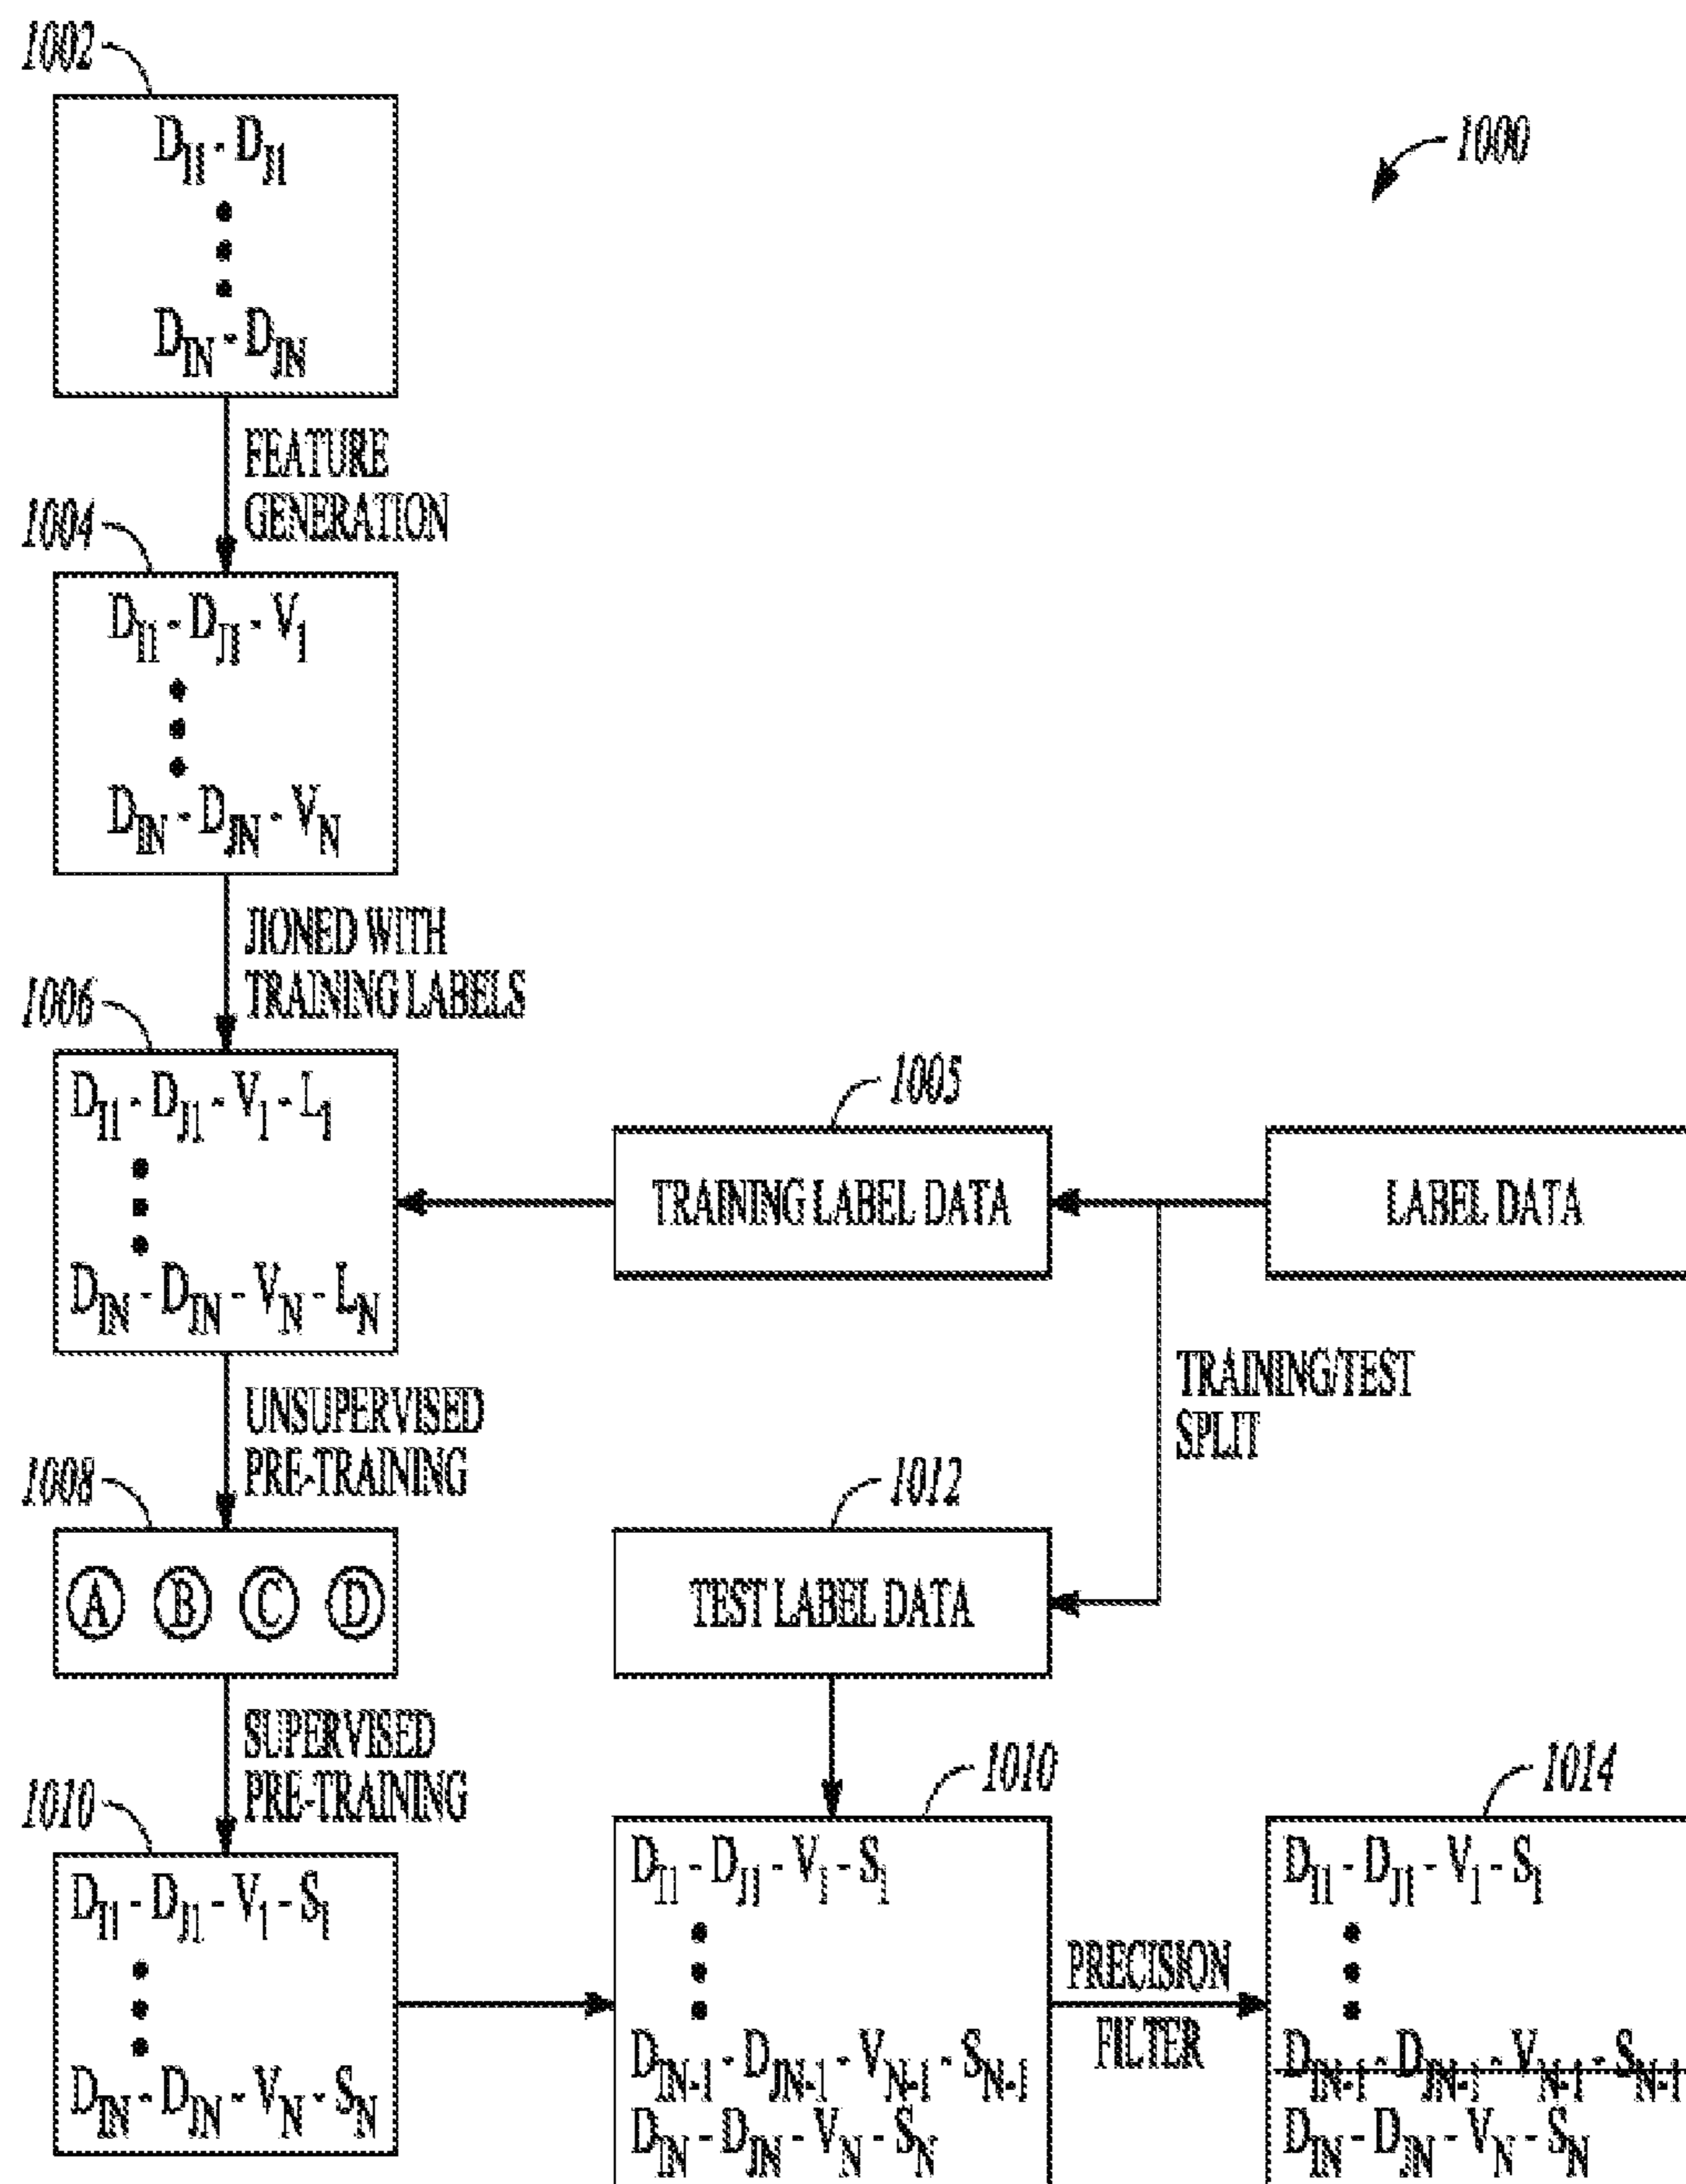 1002
D_I1 - D_J1
D_IN - D_JN
1000
FEATURE
GENERATION
1004
D_I1 - D_J1 - V_1
D_IN - D_JN - V_N
JIONED WITH
TRAINING LABELS
1006
D_I1 - D_J1 - V_1 - L_1
D_IN - D_JN - V_N - L_N
1005
TRAINING LABEL DATA
LABEL DATA
TRAINING/TEST
SPLIT
UNSUPERVISED
PRE-TRAINING
1008
A B C D
1012
TEST LABEL DATA
SUPERVISED
PRE-TRAINING
1010
D_I1 - D_J1 - V_1 - S_1
D_IN - D_JN - V_N - S_N
1010
D_I1 - D_J1 - V_1 - S_1
D_IN-1 - D_JN-1 - V_N-1 - S_N-1
D_IN - D_JN - V_N - S_N
PRECISION
FILTER
1014
D_I1 - D_J1 - V_1 - S_1
D_IN-1 - D_JN-1 - V_N-1 - S_N-1
D_IN - D_JN - V_N - S_N